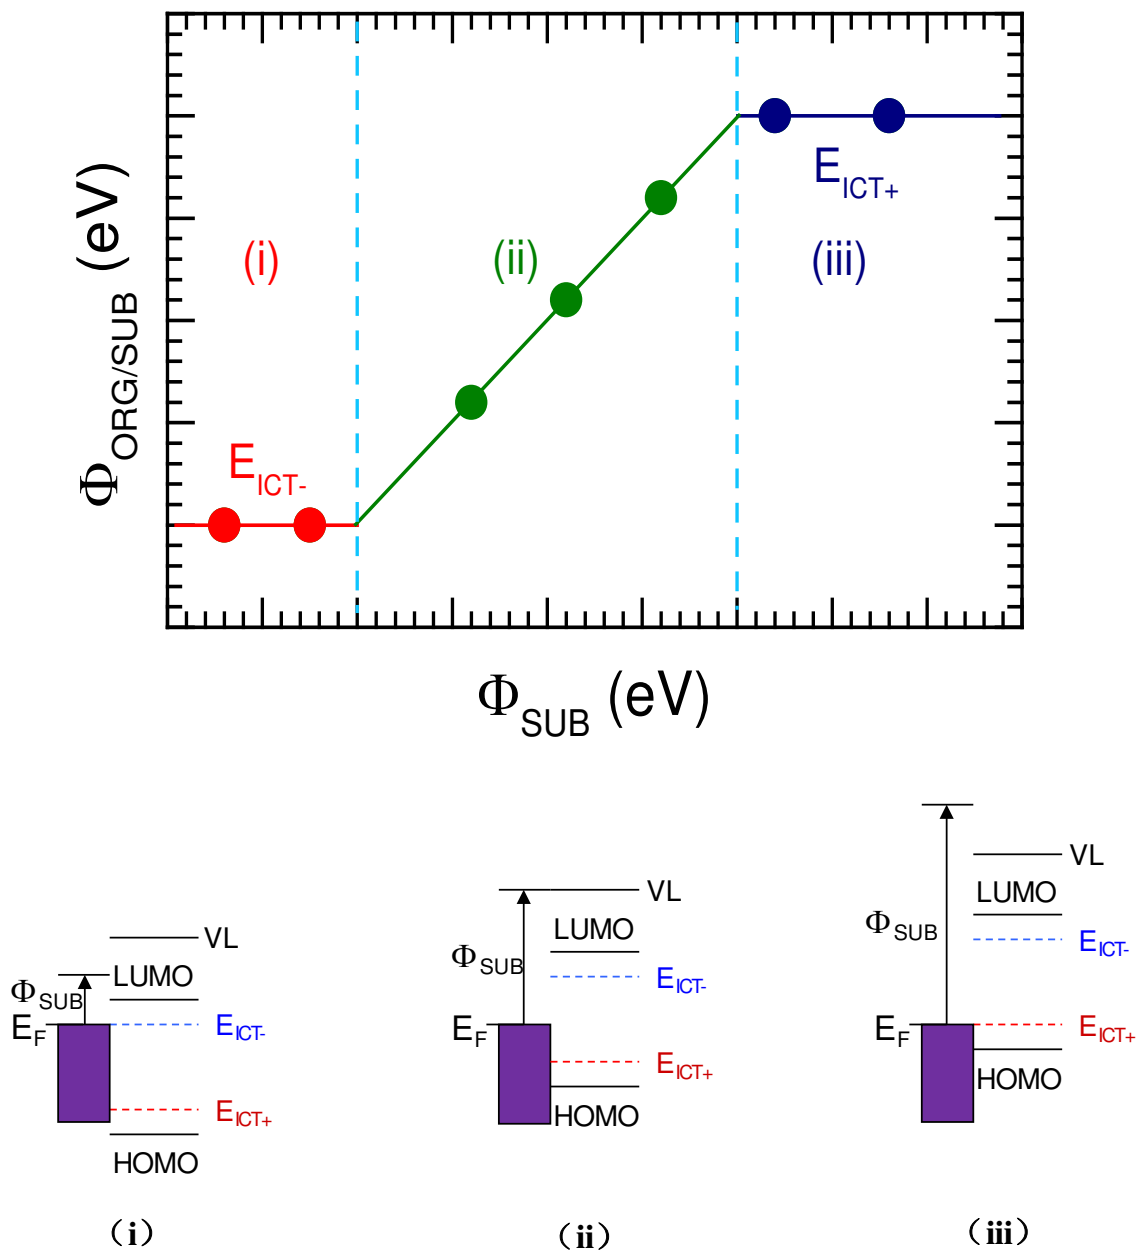 Φ_ORG/SUB (eV)
E_ICT+
(i)
(ii)
(iii)
E_ICT-
Φ_SUB (eV)
VL
LUMO
Φ_SUB
E_F
E_ICT-
E_ICT+
HOMO
(i)
VL
LUMO
Φ_SUB
E_ICT-
E_F
E_ICT+
HOMO
(ii)
VL
LUMO
Φ_SUB
E_ICT-
E_F
E_ICT+
HOMO
(iii)